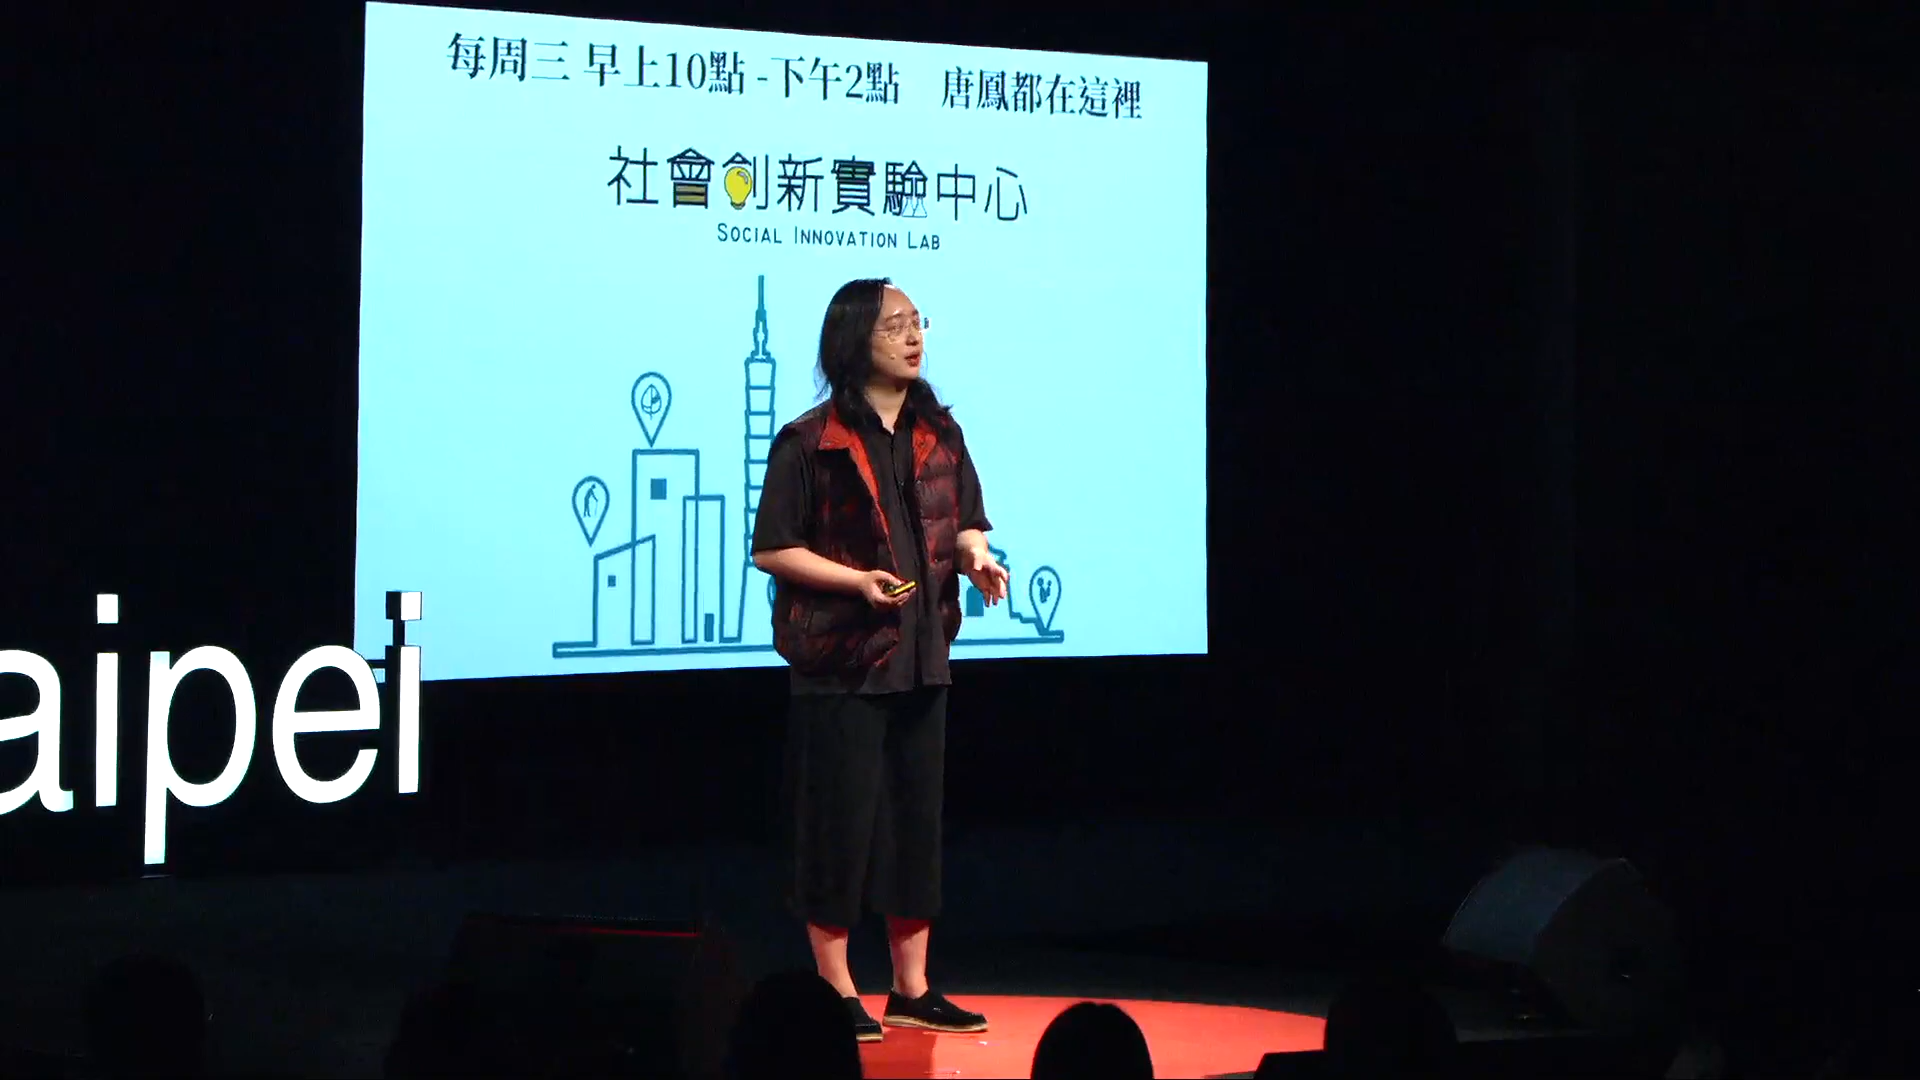 每周三 早上10點 -下午2點　唐鳳都在這裡
社會創新實驗中心
SOCIAL INNOVATION LAB
aipei